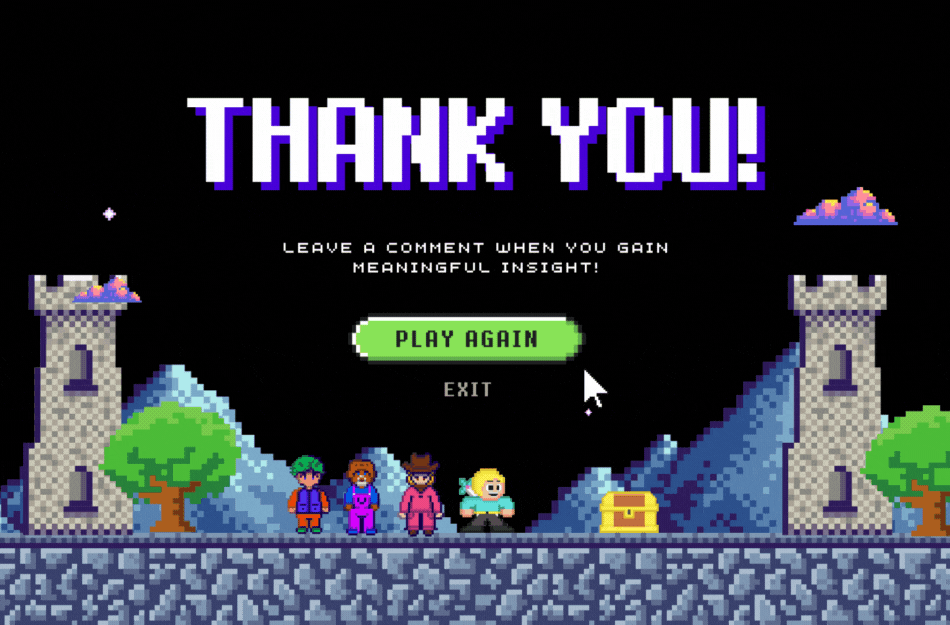 THANK YOU!
LEAVE A COMMENT WHEN YOU GAIN
MEANINGFUL INSIGHT!
PLAY AGAIN
EXIT